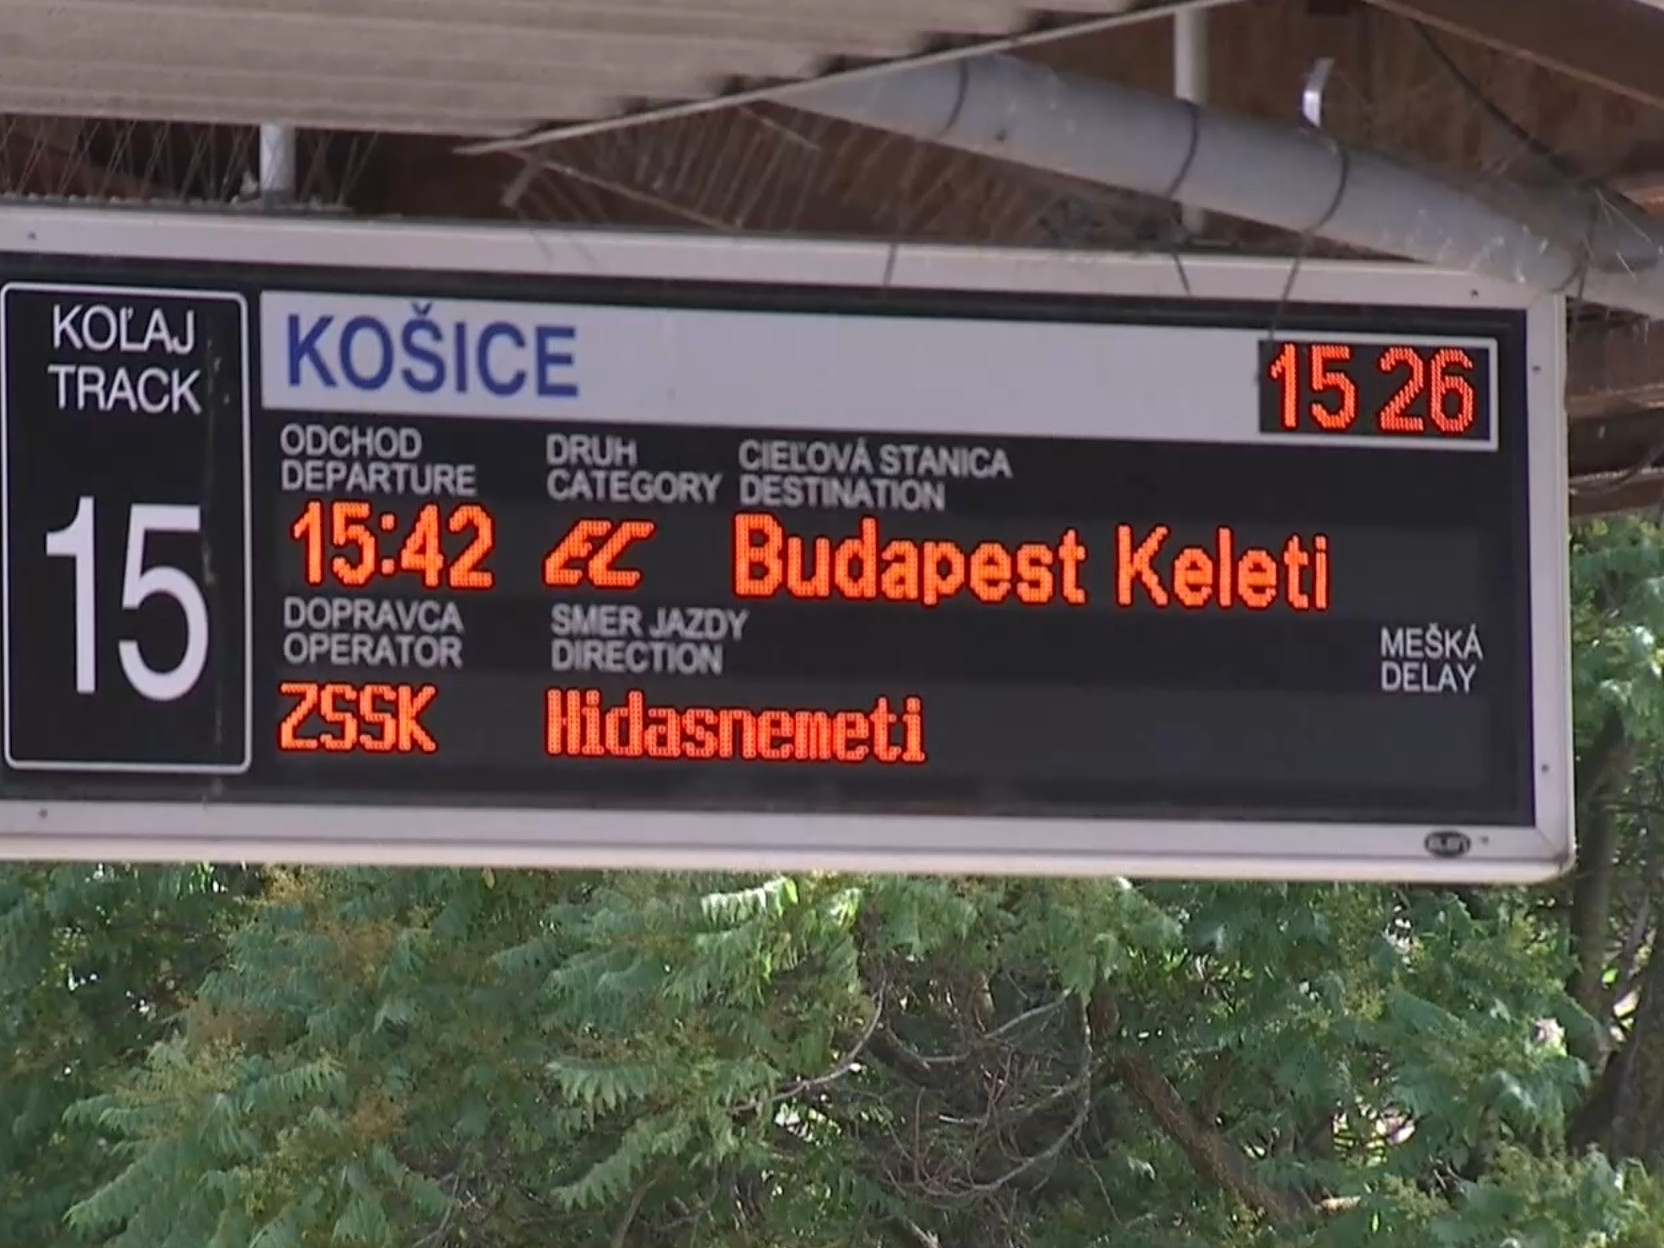 KOĽAJ
TRACK
15
KOŠICE
15 26
ODCHOD
DEPARTURE
DRUH
CATEGORY
CIEĽOVÁ STANICA
DESTINATION
15:42 EC Budapest Keleti
DOPRAVCA
OPERATOR
SMER JAZDY
DIRECTION
MEŠKÁ
DELAY
ZSSK Hidasnemeti
elen